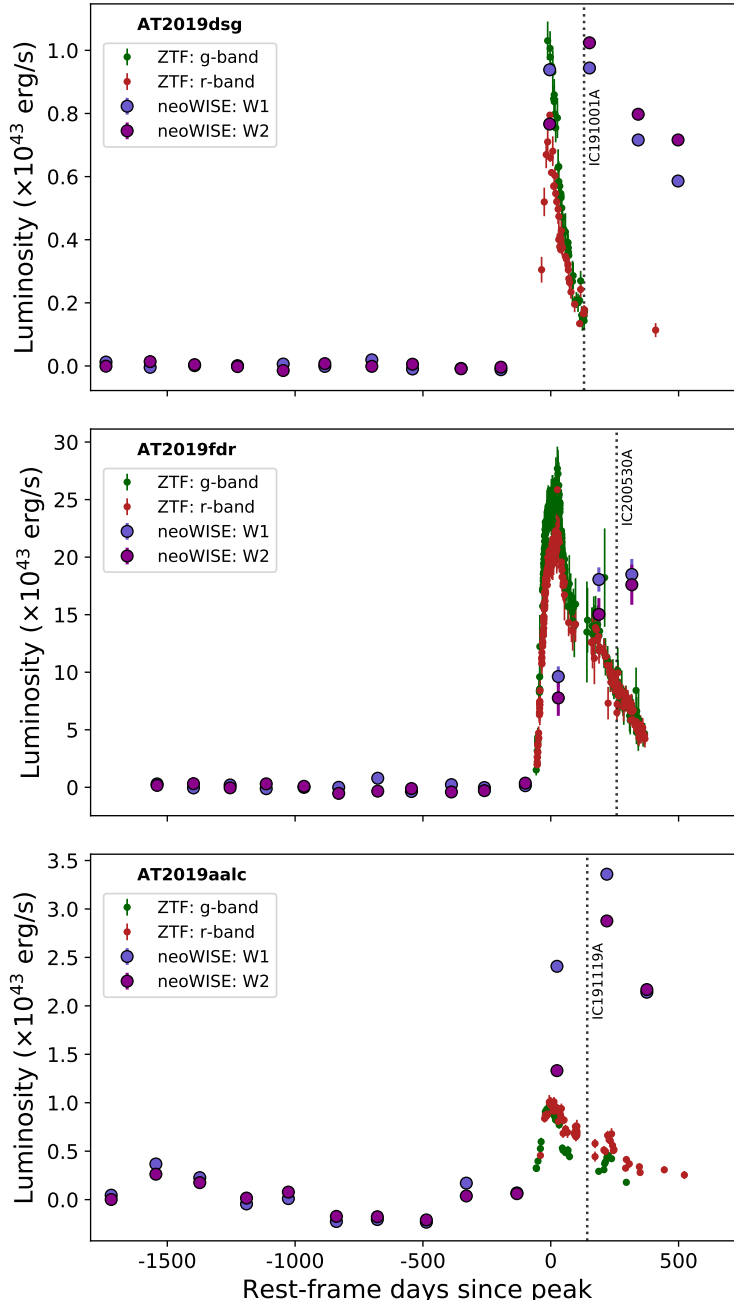 AT2019dsg
ZTF: g-band
ZTF: r-band
neoWISE: W1
neoWISE: W2
IC191001A
Luminosity (×10^43 erg/s)
1.0
0.8
0.6
0.4
0.2
0.0
AT2019fdr
ZTF: g-band
ZTF: r-band
neoWISE: W1
neoWISE: W2
IC200530A
Luminosity (×10^43 erg/s)
30
25
20
15
10
5
0
AT2019aalc
ZTF: g-band
ZTF: r-band
neoWISE: W1
neoWISE: W2
IC191119A
Luminosity (×10^43 erg/s)
3.5
3.0
2.5
2.0
1.5
1.0
0.5
0.0
-1500 -1000 -500 0 500
Rest-frame days since peak